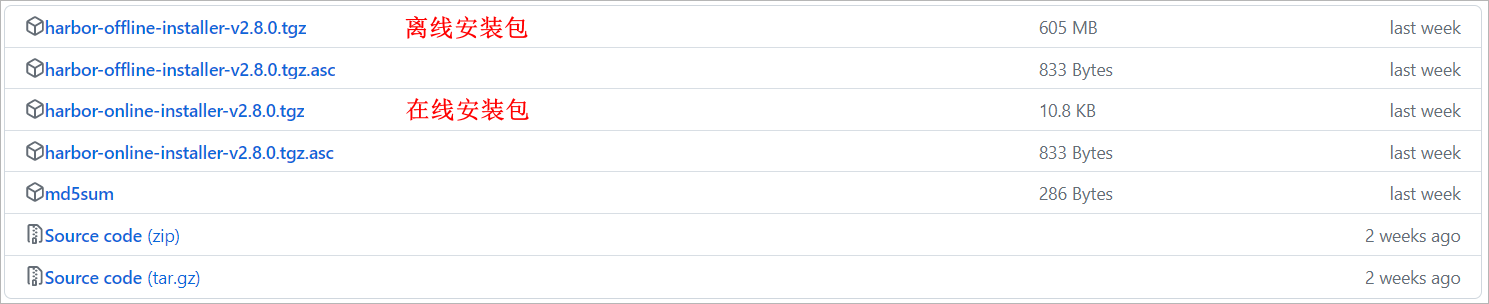 harbor-offline-installer-v2.8.0.tgz 离线安装包 605 MB last week
harbor-offline-installer-v2.8.0.tgz.asc 833 Bytes last week
harbor-online-installer-v2.8.0.tgz 在线安装包 10.8 KB last week
harbor-online-installer-v2.8.0.tgz.asc 833 Bytes last week
md5sum 286 Bytes last week
Source code (zip) 2 weeks ago
Source code (tar.gz) 2 weeks ago